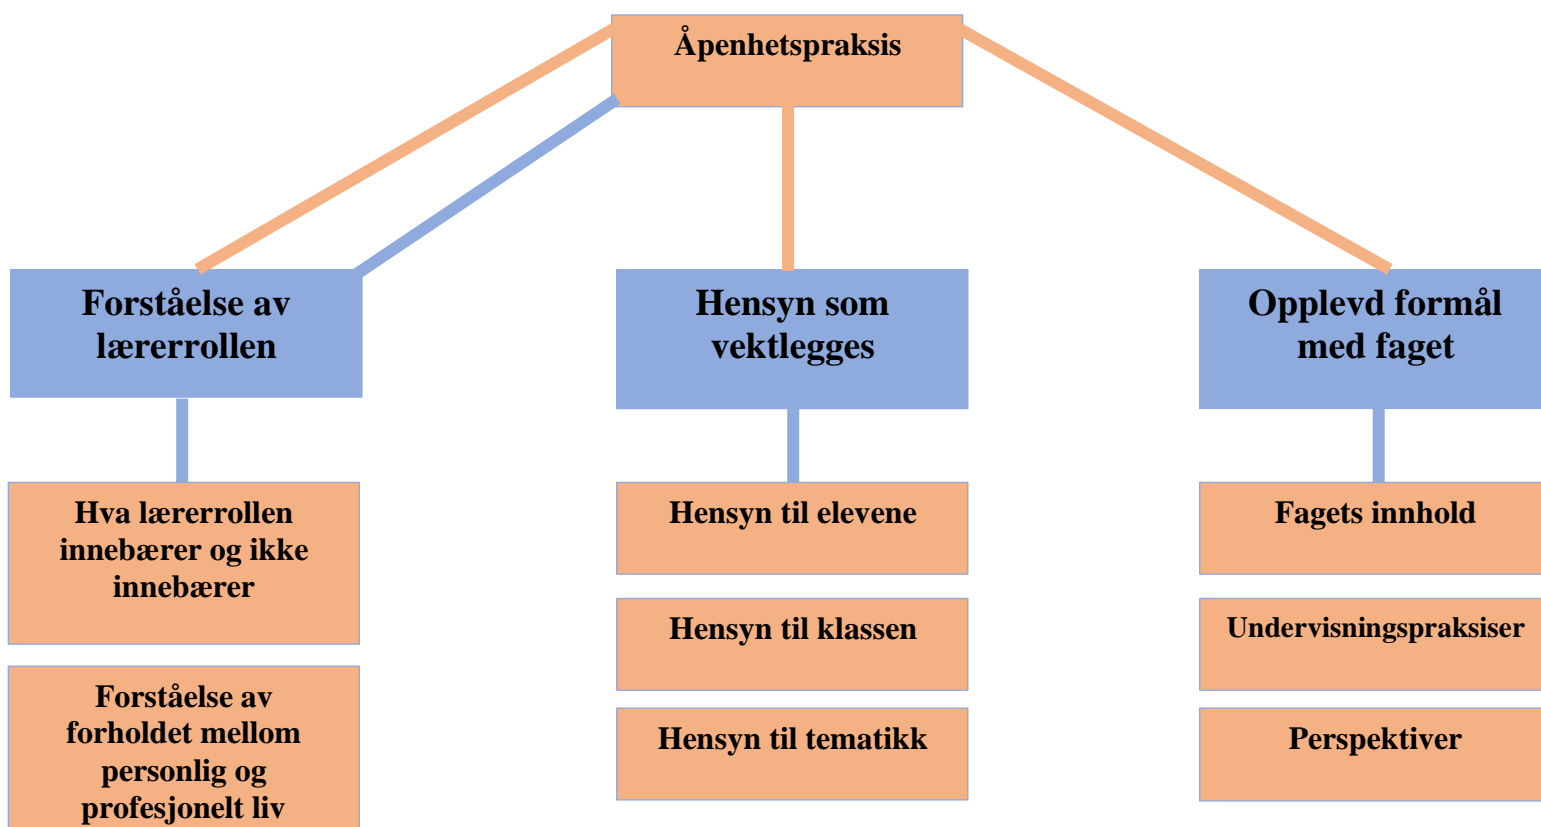 Åpenhetspraksis
Forståelse av
lærerrollen
Hensyn som
vektlegges
Opplevd formål
med faget
Hva lærerrollen
innebærer og ikke
innebærer
Forståelse av
forholdet mellom
personlig og
profesjonelt liv
Hensyn til elevene
Hensyn til klassen
Hensyn til tematikk
Fagets innhold
Undervisningspraksiser
Perspektiver